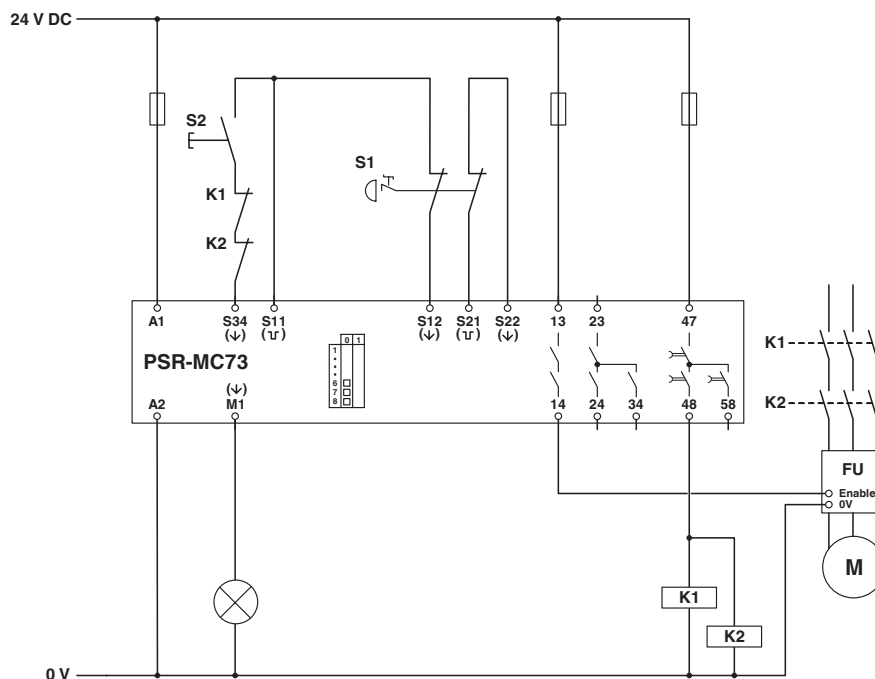 24 V DC
S2
S1
K1
K2
A1 S34 S11 S12 S21 S22 13 23 47
0 1
PSR-MC73
1
6
7
8
A2 M1 14 24 34 48 58
K1
K2
FU
Enable
0V
M
K1
K2
0 V